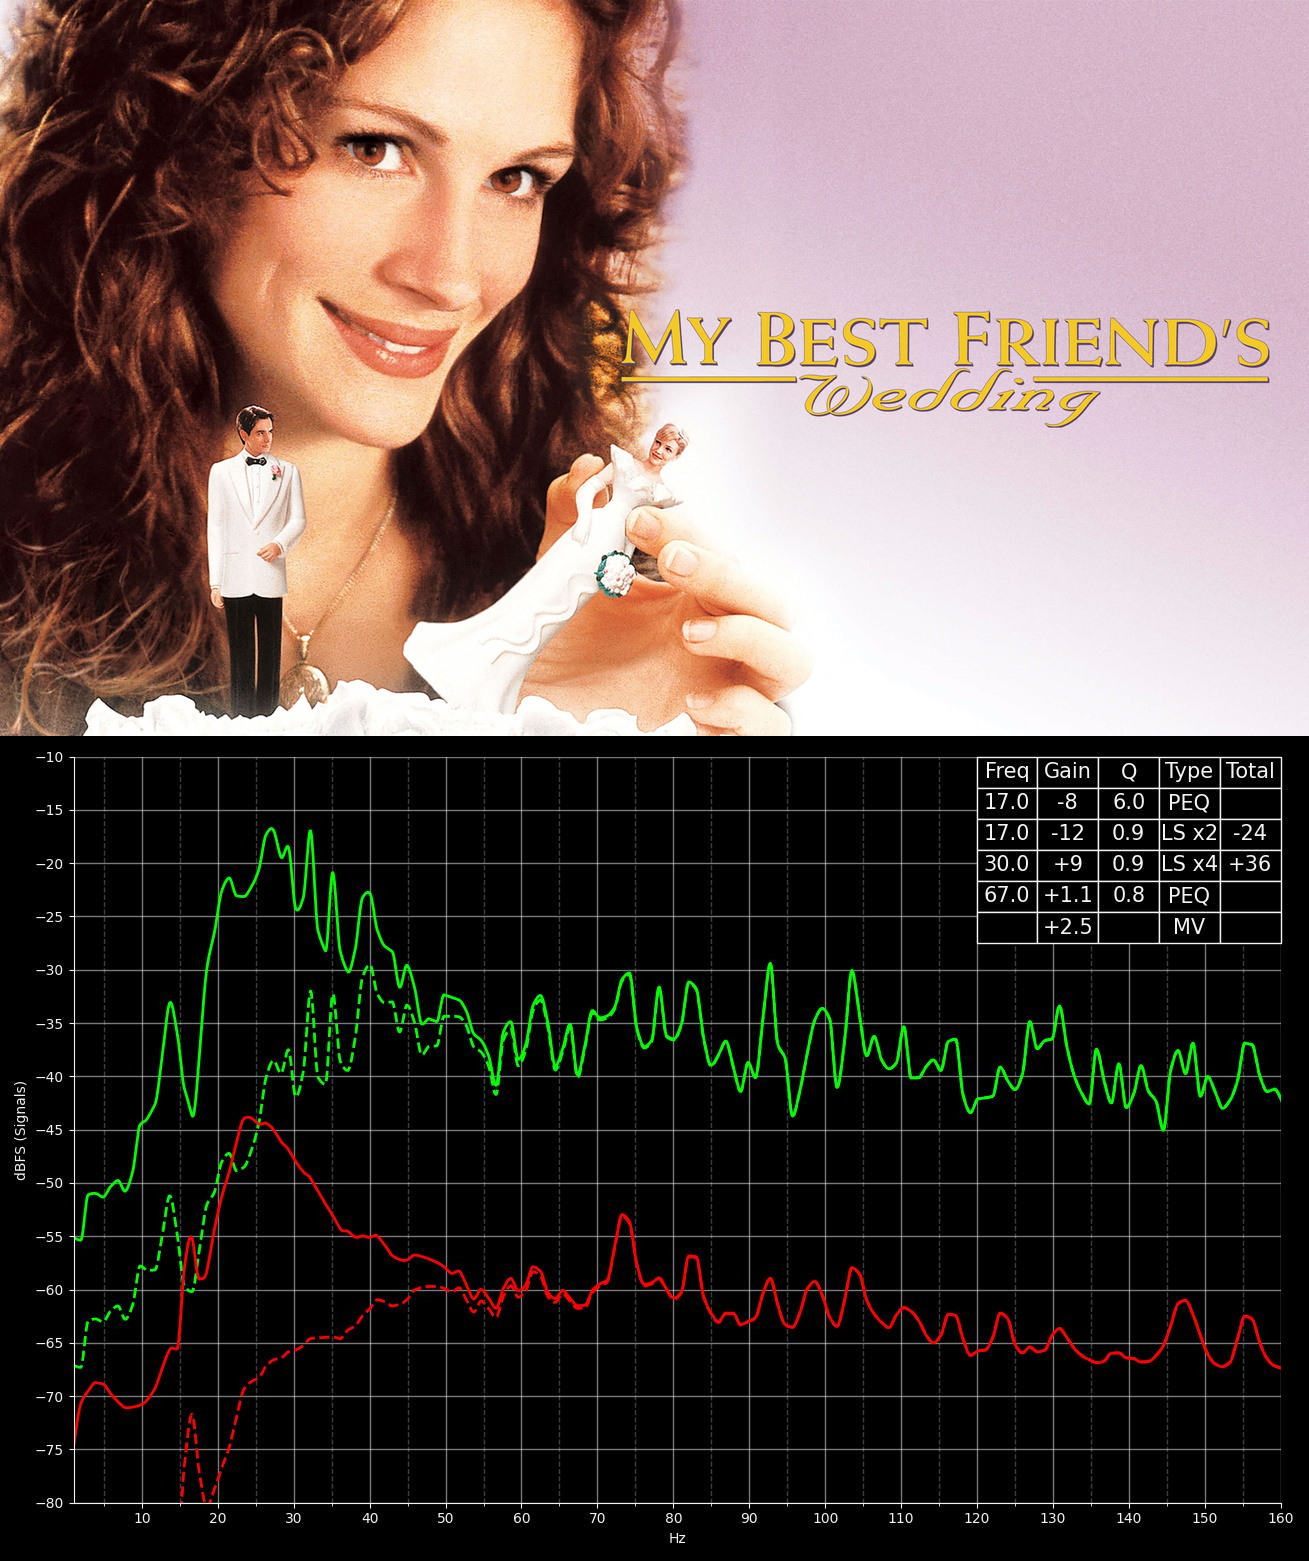 MY BEST FRIEND'S
Wedding
Freq Gain Q Type Total
17.0 -8 6.0 PEQ
17.0 -12 0.9 LS x2 -24
30.0 +9 0.9 LS x4 +36
67.0 +1.1 0.8 PEQ
+2.5 MV
−10
−15
−20
−25
−30
−35
−40
−45
−50
−55
−60
−65
−70
−75
−80
dBFS (Signals)
10 20 30 40 50 60 70 80 90 100 110 120 130 140 150 160
Hz